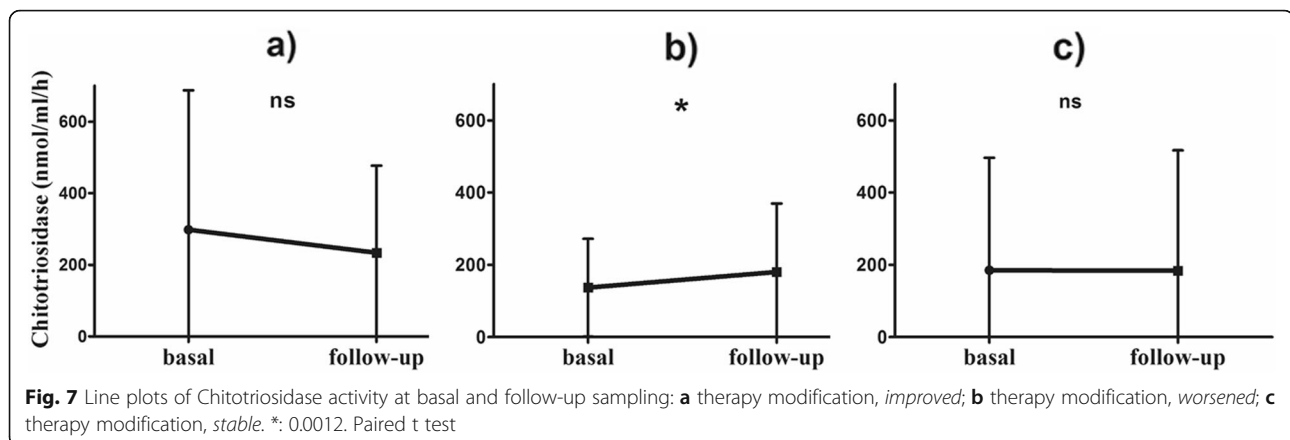 a) b) c)
ns * ns
Chitotriosidase (nmol/ml/h)
600 600 600
400 400 400
200 200 200
0 0 0
basal follow-up basal follow-up basal follow-up
Fig. 7 Line plots of Chitotriosidase activity at basal and follow-up sampling: a therapy modification, improved; b therapy modification, worsened; c
therapy modification, stable. *: 0.0012. Paired t test